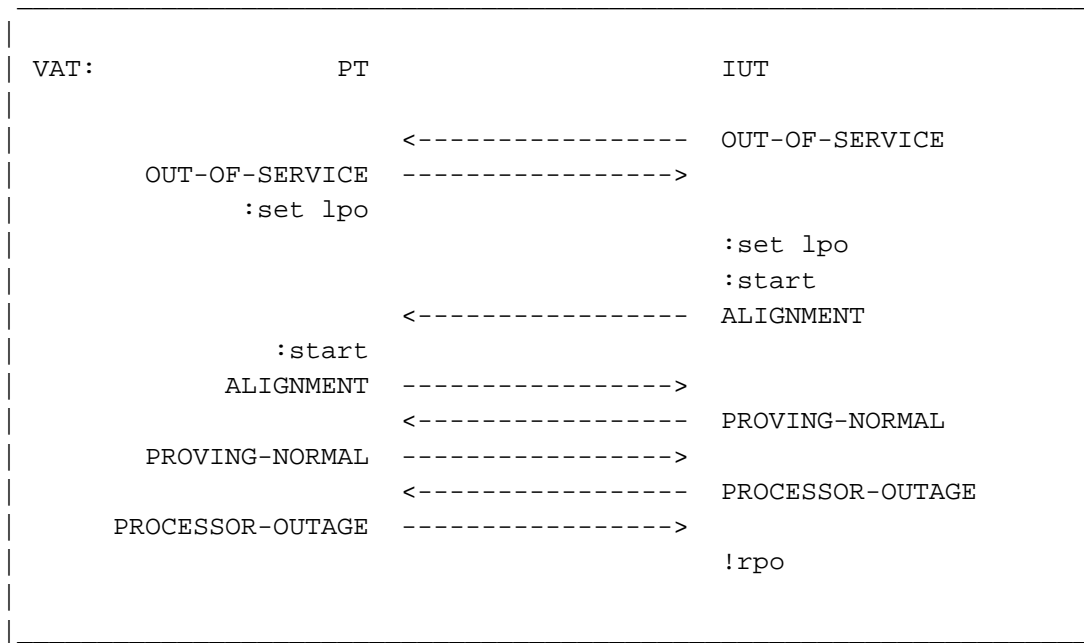 VAT: PT IUT
<----------------- OUT-OF-SERVICE
OUT-OF-SERVICE ----------------->
:set lpo
:set lpo
:start
<----------------- ALIGNMENT
:start
ALIGNMENT ----------------->
<----------------- PROVING-NORMAL
PROVING-NORMAL ----------------->
<----------------- PROCESSOR-OUTAGE
PROCESSOR-OUTAGE ----------------->
!rpo